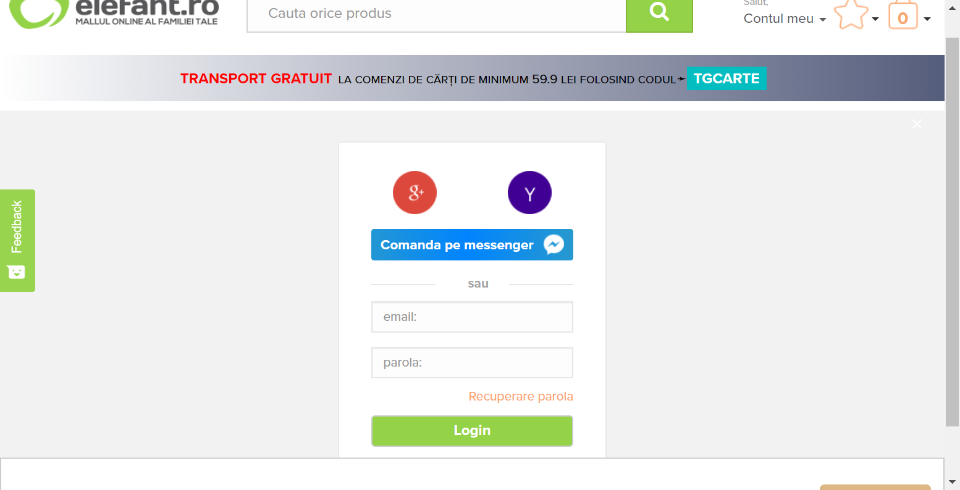 elefant.ro
MALLUL ONLINE AL FAMILIEI TALE
Cauta orice produs
Salut,
Contul meu
0
TRANSPORT GRATUIT LA COMENZI DE CĂRȚI DE MINIMUM 59.9 LEI FOLOSIND CODUL TGCARTE
Feedback
g+
Y
Comanda pe messenger
sau
email:
parola:
Recuperare parola
Login